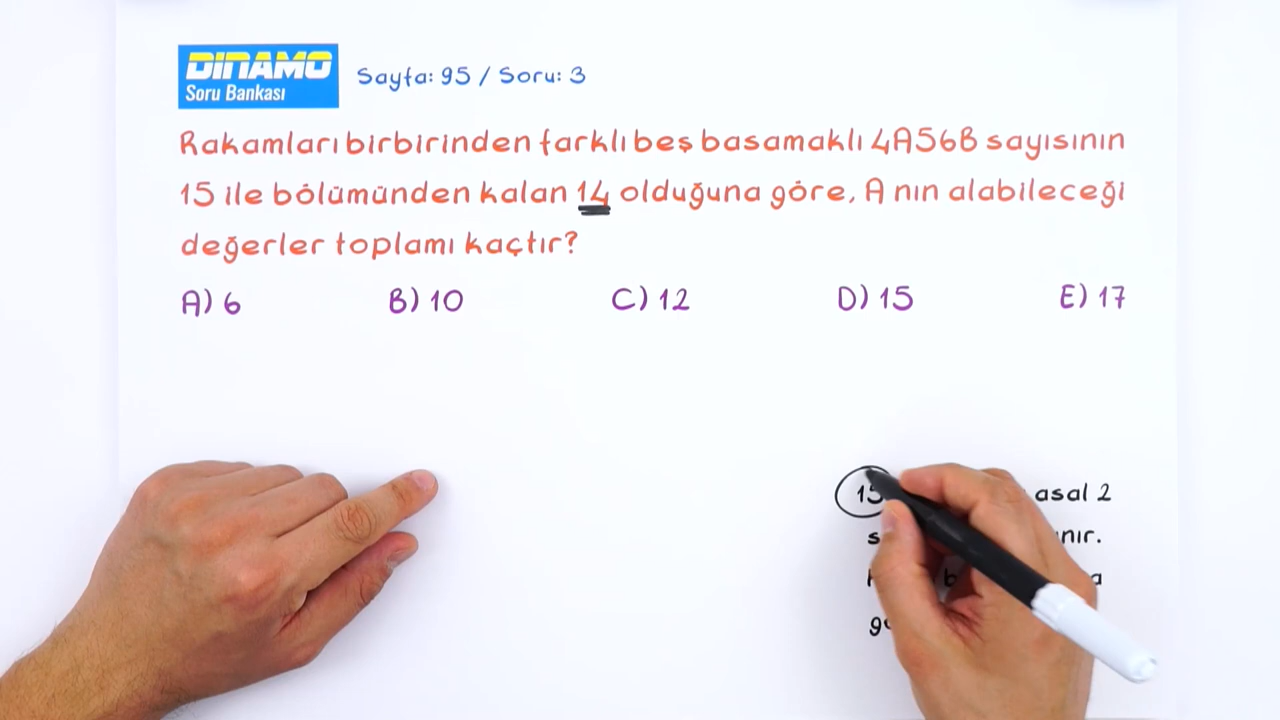 DINAMO
Soru Bankası
Sayfa: 95 / Soru: 3
Rakamları birbirinden farklı beş basamaklı 4A56B sayısının
15 ile bölümünden kalan 14 olduğuna göre, A nın alabileceği
değerler toplamı kaçtır?
A) 6 B) 10 C) 12 D) 15 E) 17
15 asal 2